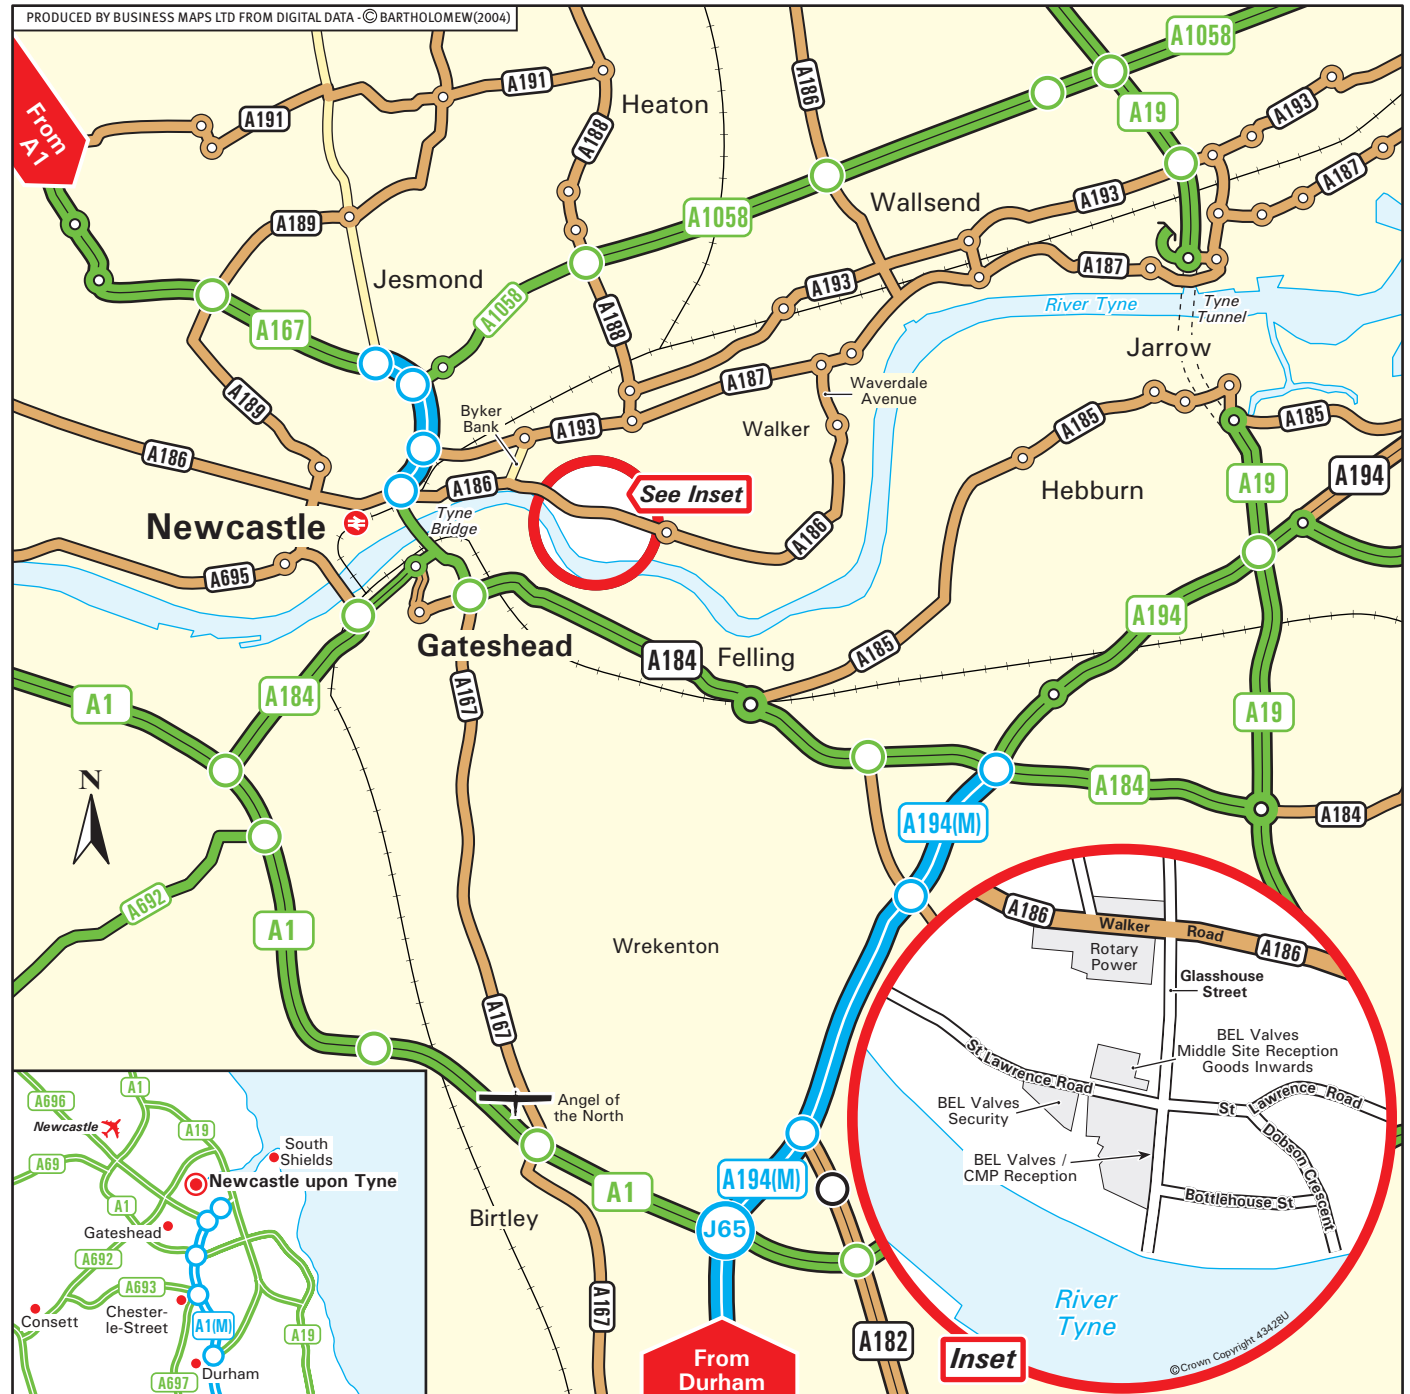 PRODUCED BY BUSINESS MAPS LTD FROM DIGITAL DATA - © BARTHOLOMEW(2004)
From
A1
A191
A191
Heaton
A186
A1058
A19
A193
A188
A187
A189
A1058
Wallsend
A193
Jesmond
A187
A193
River Tyne
Tyne
Tunnel
A1058
A167
A188
Jarrow
A187
Waverdale
Avenue
A189
Byker
Bank
A193
Walker
A185
A185
A186
A186
See Inset
Hebburn
A19
A194
Newcastle
Tyne
Bridge
A186
A695
A194
Gateshead
A184
Felling
A185
A1
A184
A167
A19
N
A184
A184
A194(M)
A692
A1
Wrekenton
A167
A186
Walker Road
A186
Rotary
Power
Glasshouse
Street
BEL Valves
Middle Site Reception
Goods Inwards
St Lawrence Road
BEL Valves
Security
St Lawrence Road
Dobson Crescent
BEL Valves /
CMP Reception
Bottlehouse St
River
Tyne
Inset
©Crown Copyright 43428U
Angel of
the North
A194(M)
A1
J65
Birtley
A167
A182
From
Durham
A1
A696
Newcastle
A19
A69
South
Shields
Newcastle upon Tyne
A1
Gateshead
A692
A693
Chester-
le-Street
Consett
A1(M)
A19
Durham
A697